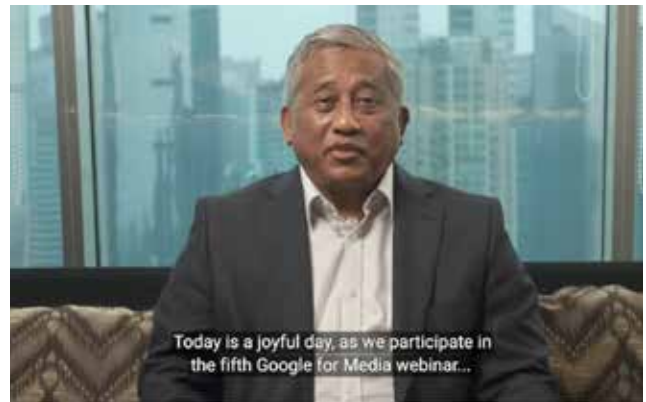 Today is a joyful day, as we participate in
the fifth Google for Media webinar...